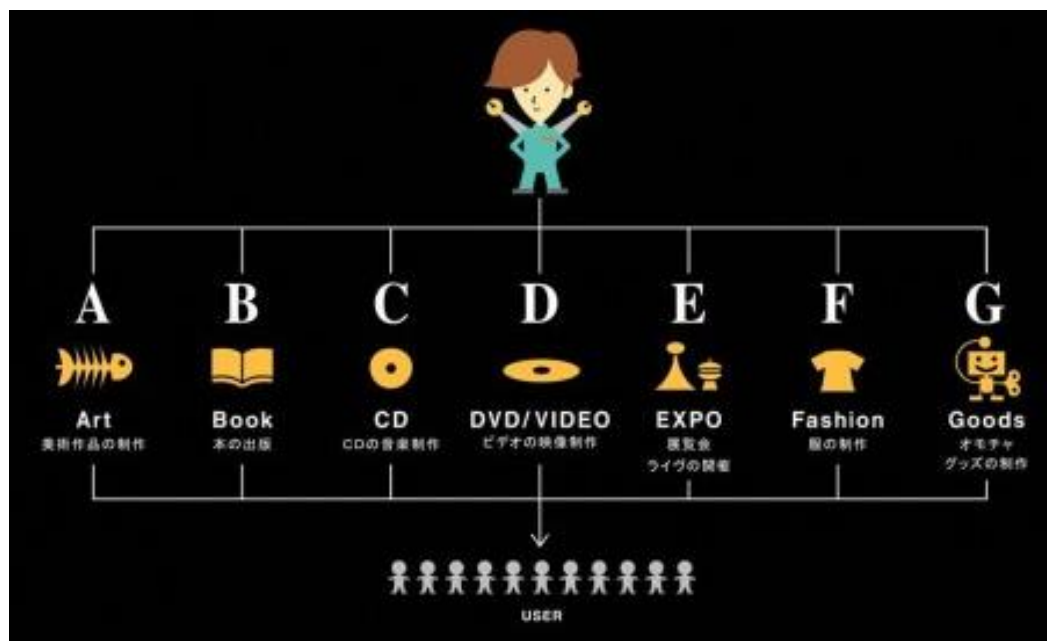 A B C D E F G
Art Book CD DVD/VIDEO EXPO Fashion Goods
美術作品の制作 本の出版 CDの音楽制作 ビデオの映像制作 展覧会 服の制作 オモチャ
ライヴの開催 グッズの制作
USER